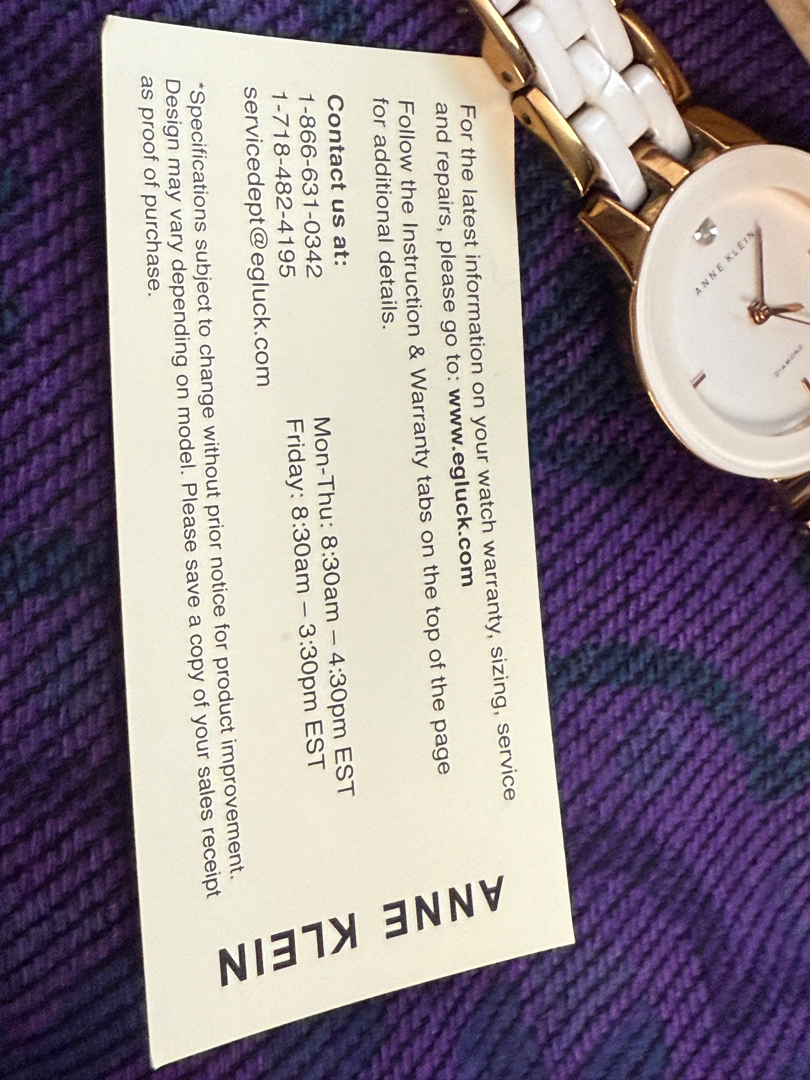 For the latest information on your watch warranty, sizing, service
and repairs, please go to: www.egluck.com
Follow the Instruction & Warranty tabs on the top of the page
for additional details.
Contact us at:
1-866-631-0342
1-718-482-4195
servicedept@egluck.com
Mon-Thu: 8:30am – 4:30pm EST
Friday: 8:30am – 3:30pm EST
*Specifications subject to change without prior notice for product improvement.
Design may vary depending on model. Please save a copy of your sales receipt
as proof of purchase.
ANNE KLEIN
ANNE KLEIN
DIAMOND